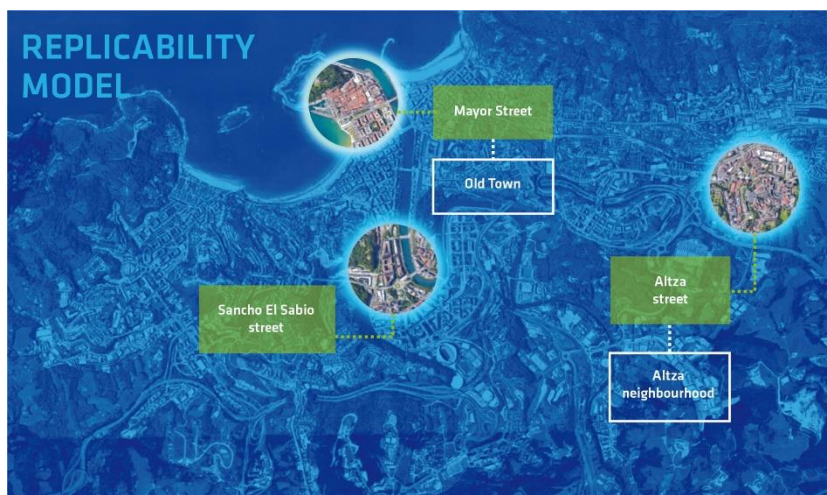 REPLICABILITY
MODEL
Mayor Street
Old Town
Sancho El Sabio
street
Altza
street
Altza
neighbourhood